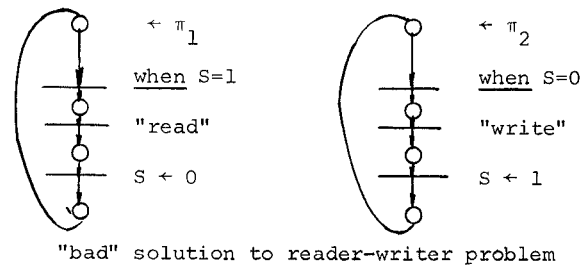 ← π1 ← π2
when S=1 when S=0
"read" "write"
S ← 0 S ← 1
"bad" solution to reader-writer problem